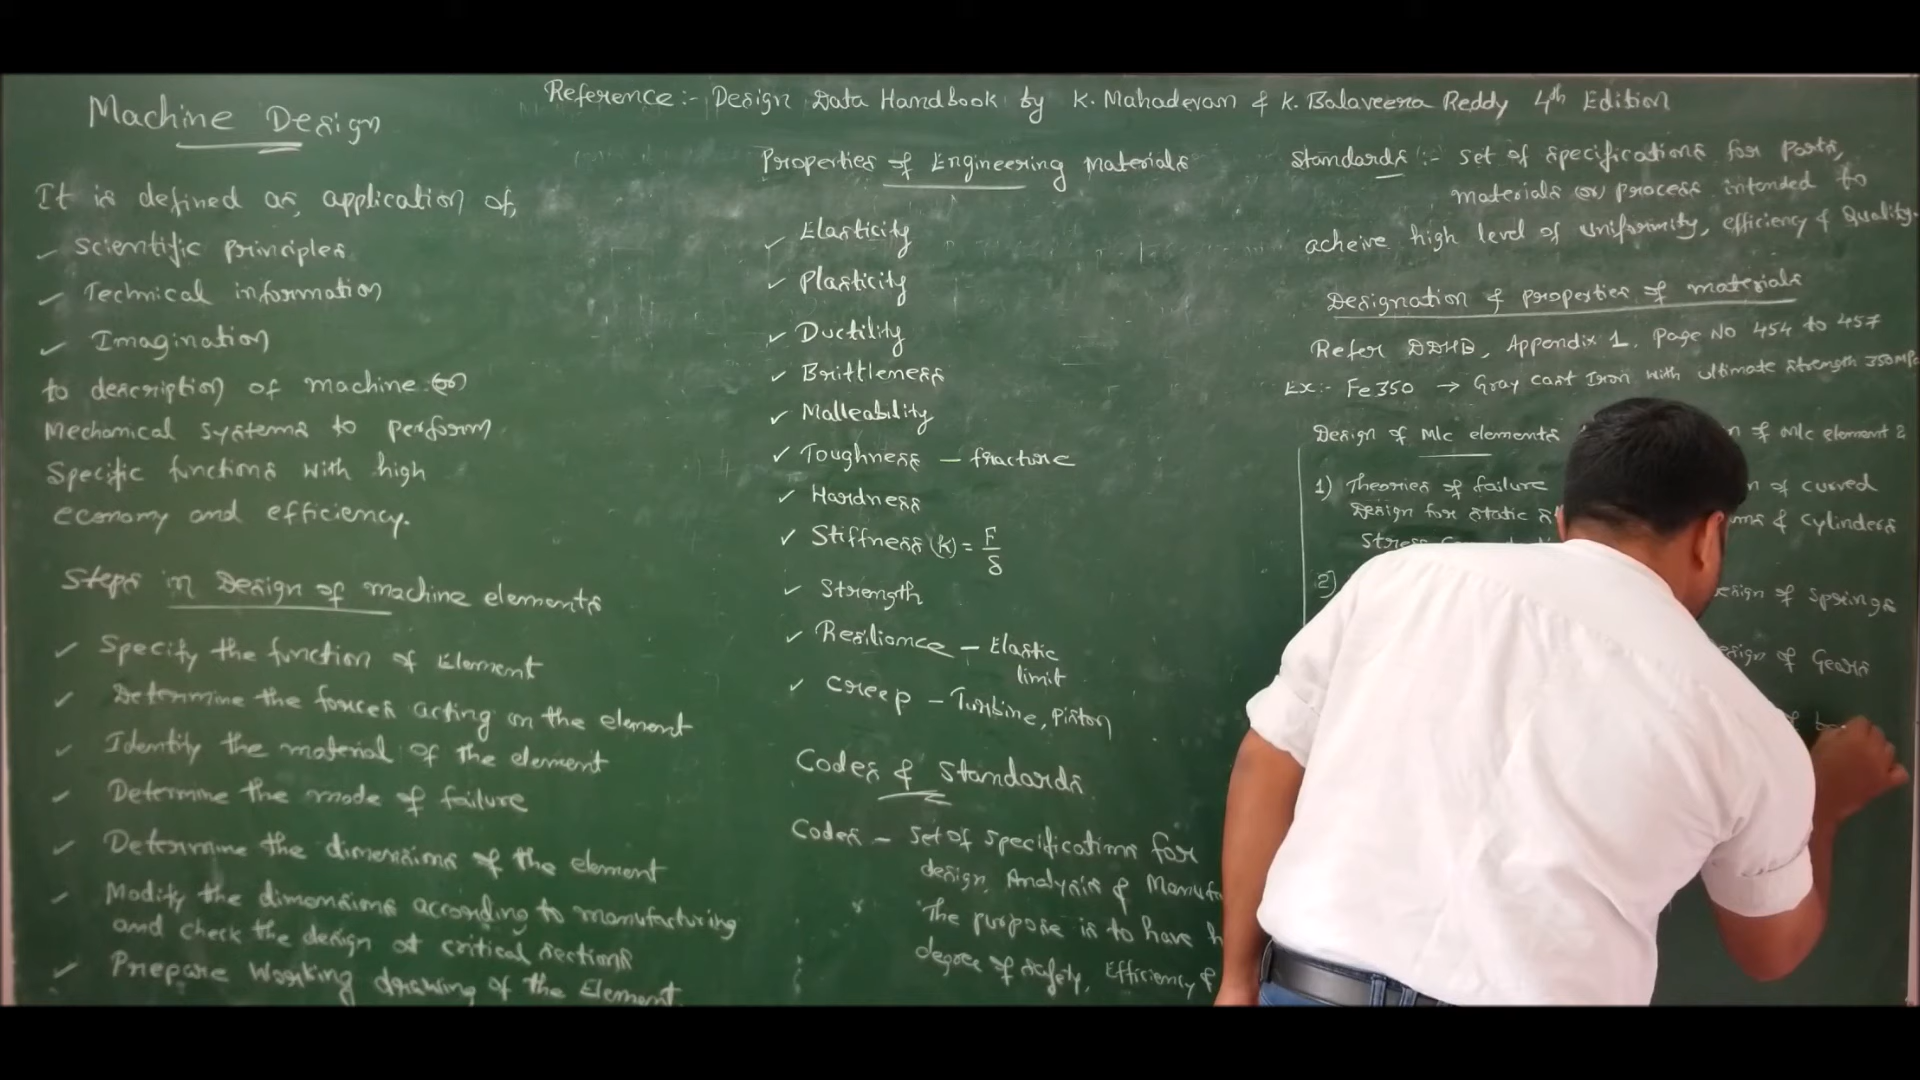 Machine Design
Reference:- Design Data Handbook by K. Mahadevan & K. Balaveera Reddy 4th Edition
It is defined as, application of,
✓ Scientific principles
✓ Technical information
✓ Imagination
to description of machine (or)
Mechanical systems to perform
Specific functions with high
economy and efficiency.
Steps in Design of machine elements
✓ Specify the function of Element
✓ Determine the forces acting on the element
✓ Identify the material of the element
✓ Determine the mode of failure
✓ Determine the dimensions of the element
✓ Modify the dimensions according to manufacturing
and check the design at critical sections
✓ Prepare Working drawing of the Element
Properties of Engineering Materials
✓ Elasticity
✓ Plasticity
✓ Ductility
✓ Brittleness
✓ Malleability
✓ Toughness - fracture
✓ Hardness
✓ Stiffness (k) = F/δ
✓ Strength
✓ Resiliance - Elastic
limit
✓ Creep - Turbine, piston
Codes & Standards
Codes - set of specifications for
design, Analysis &
The purpose is to have
degree of safety, Efficiency &
Standards :- set of specifications for parts,
materials (or) process intended to
acheive high level of uniformity, efficiency & Quality.
Designation & properties of materials
Refer DDHB, Appendix 1. Page No 454 to 457
Ex:- Fe 350 → Gray Cast Iron with ultimate strength 350MPa
Design of M/c elements
of M/c element 2
1) Theories of failure
Design for static
Stress
2)
of curved
& cylinders
of springs
of Gears